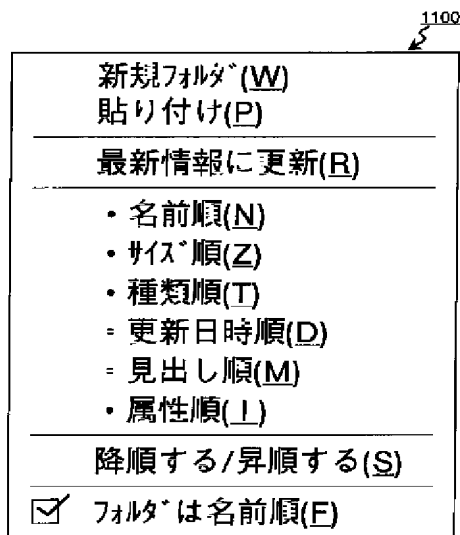 1100
新規ﾌｫﾙﾀﾞ(W)
貼り付け(P)
最新情報に更新(R)
・名前順(N)
・ｻｲｽﾞ順(Z)
・種類順(T)
・更新日時順(D)
・見出し順(M)
・属性順(I)
降順する/昇順する(S)
☑ ﾌｫﾙﾀﾞは名前順(F)